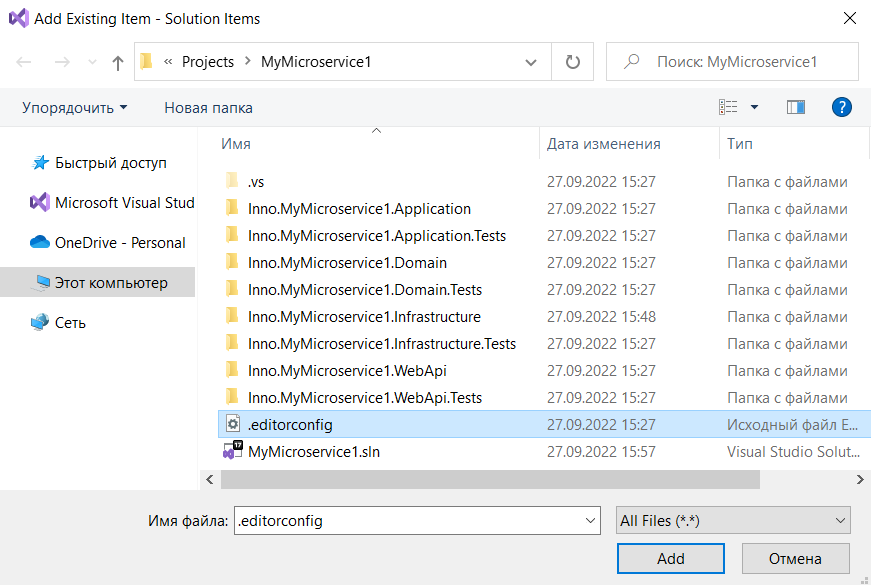 Add Existing Item - Solution Items
« Projects > MyMicroservice1
Поиск: MyMicroservice1
Упорядочить Новая папка
Имя Дата изменения Тип
Быстрый доступ
Microsoft Visual Stud
OneDrive - Personal
Этот компьютер
Сеть
.vs 27.09.2022 15:27 Папка с файлами
Inno.MyMicroservice1.Application 27.09.2022 15:27 Папка с файлами
Inno.MyMicroservice1.Application.Tests 27.09.2022 15:27 Папка с файлами
Inno.MyMicroservice1.Domain 27.09.2022 15:27 Папка с файлами
Inno.MyMicroservice1.Domain.Tests 27.09.2022 15:27 Папка с файлами
Inno.MyMicroservice1.Infrastructure 27.09.2022 15:48 Папка с файлами
Inno.MyMicroservice1.Infrastructure.Tests 27.09.2022 15:27 Папка с файлами
Inno.MyMicroservice1.WebApi 27.09.2022 15:27 Папка с файлами
Inno.MyMicroservice1.WebApi.Tests 27.09.2022 15:27 Папка с файлами
.editorconfig 27.09.2022 15:27 Исходный файл E...
MyMicroservice1.sln 27.09.2022 15:57 Visual Studio Solut...
Имя файла: .editorconfig All Files (*.*)
Add Отмена